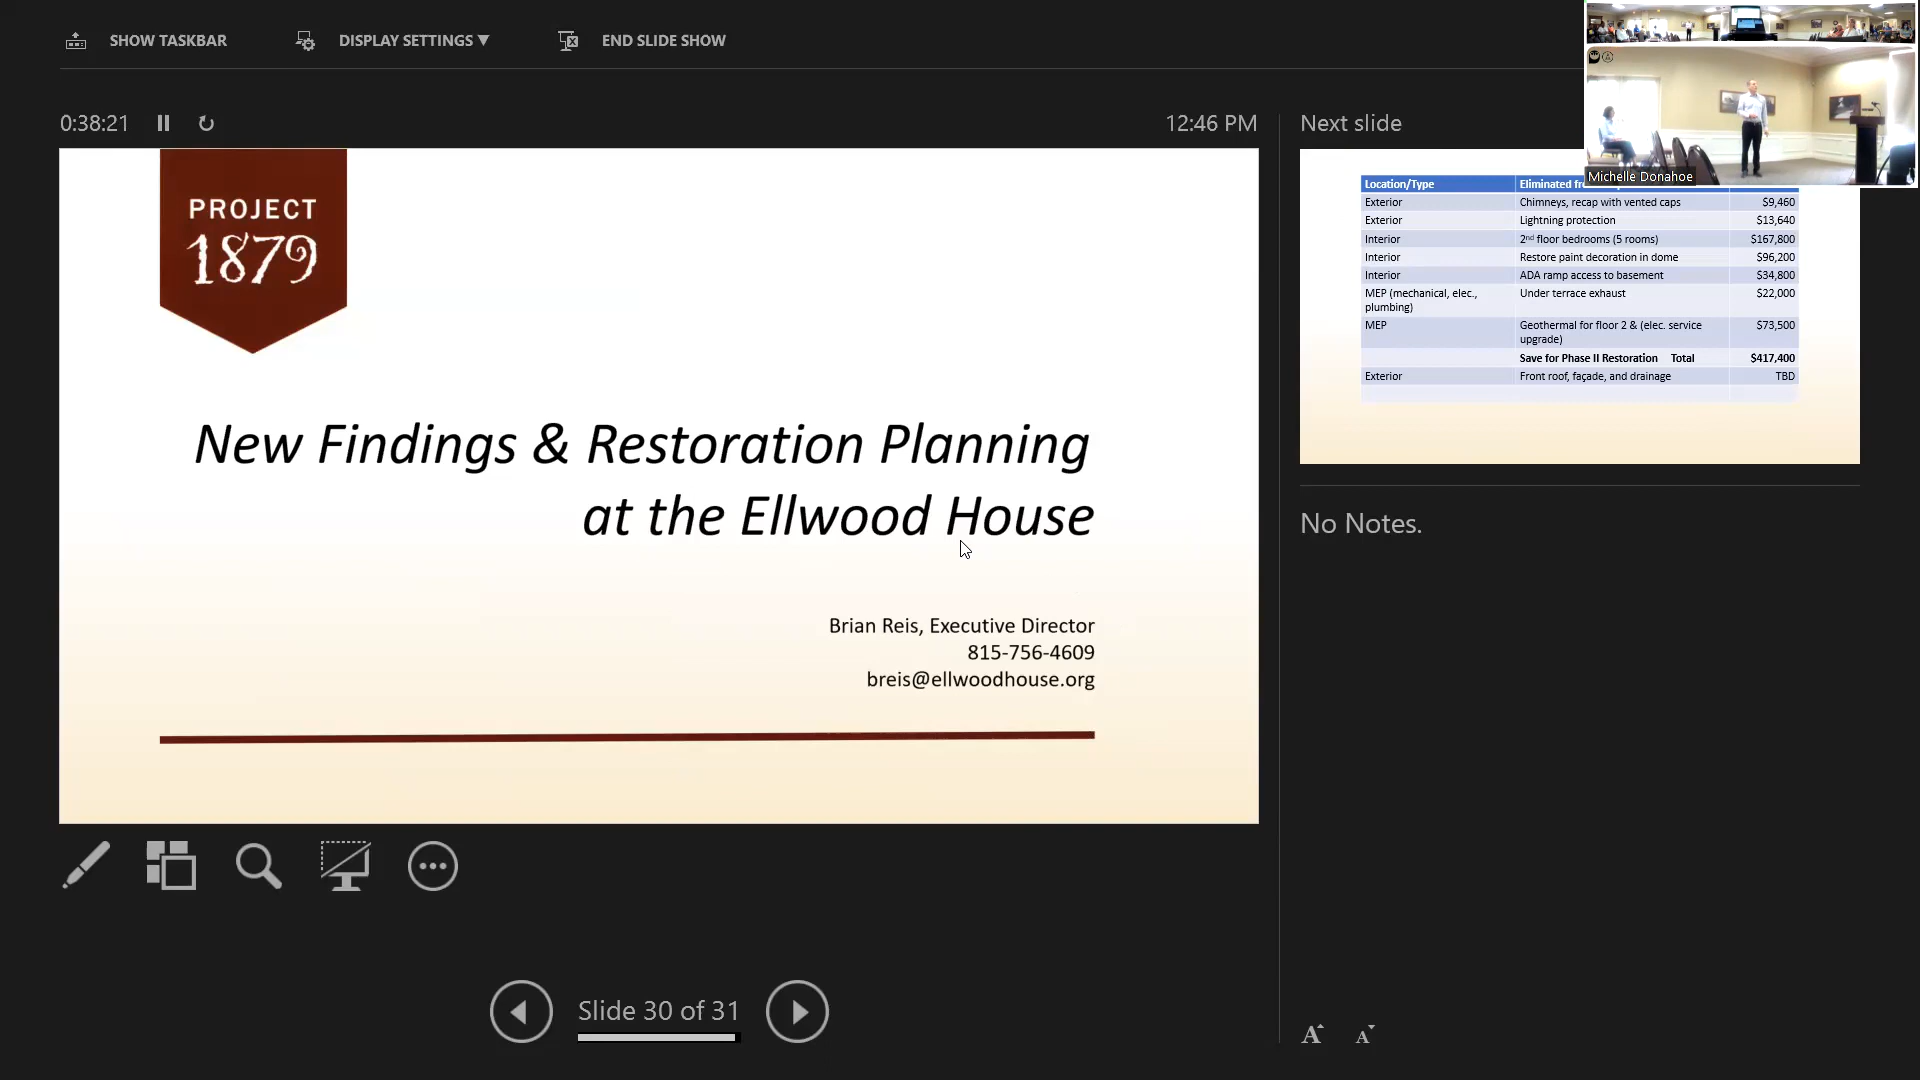 SHOW TASKBAR
DISPLAY SETTINGS ▼
END SLIDE SHOW
0:38:21
12:46 PM
Next slide
Michelle Donahoe
PROJECT
1879
New Findings & Restoration Planning
at the Ellwood House
Brian Reis, Executive Director
815-756-4609
breis@ellwoodhouse.org
Location/Type Eliminated
Exterior Chimneys, recap with vented caps $9,460
Exterior Lightning protection $13,640
Interior 2nd floor bedrooms (5 rooms) $167,800
Interior Restore paint decoration in dome $96,200
Interior ADA ramp access to basement $34,800
MEP (mechanical, elec., Under terrace exhaust $22,000
plumbing)
MEP Geothermal for floor 2 & (elec. service $73,500
upgrade)
Save for Phase II Restoration Total $417,400
Exterior Front roof, façade, and drainage TBD
No Notes.
Slide 30 of 31
A A